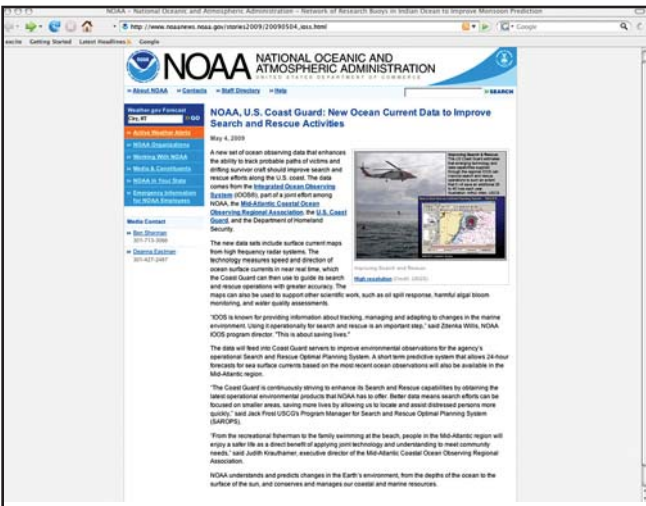 NOAA - National Oceanic and Atmospheric Administration - Network of Research Buoys in Indian Ocean to Improve Monsoon Prediction
http://www.noaanews.noaa.gov/stories2009/20090504_ioos.html
Google
Getting Started Latest Headlines Google
NOAA NATIONAL OCEANIC AND
ATMOSPHERIC ADMINISTRATION
UNITED STATES DEPARTMENT OF COMMERCE
» About NOAA » Contacts » Staff Directory » Help
» SEARCH
Weather.gov Forecast
City, ST » GO
» Active Weather Alerts
» NOAA Organizations
» Working With NOAA
» Media & Constituents
» NOAA In Your State
» Emergency Information
for NOAA Employees
Media Contact
» Ben Sherman
301-713-3066
» Deanna Eastman
301-427-2497
NOAA, U.S. Coast Guard: New Ocean Current Data to Improve
Search and Rescue Activities
May 4, 2009
A new set of ocean observing data that enhances
the ability to track probable paths of victims and
drifting survivor craft should improve search and
rescue efforts along the U.S. coast. The data
comes from the Integrated Ocean Observing
System (IOOS®), part of a joint effort among
NOAA, the Mid-Atlantic Coastal Ocean
Observing Regional Association, the U.S. Coast
Guard, and the Department of Homeland
Security.
Improving Search & Rescue
Improving Search and Rescue
High resolution (Credit: USCG)
The new data sets include surface current maps
from high frequency radar systems. The
technology measures speed and direction of
ocean surface currents in near real time, which
the Coast Guard can then use to guide its search
and rescue operations with greater accuracy. The
maps can also be used to support other scientific work, such as oil spill response, harmful algal bloom
monitoring, and water quality assessments.
"IOOS is known for providing information about tracking, managing and adapting to changes in the marine
environment. Using it operationally for search and rescue is an important step," said Zdenka Willis, NOAA
IOOS program director. "This is about saving lives."
The data will feed into Coast Guard servers to improve environmental observations for the agency's
operational Search and Rescue Optimal Planning System. A short term predictive system that allows 24-hour
forecasts for sea surface currents based on the most recent ocean observations will also be available in the
Mid-Atlantic region.
"The Coast Guard is continuously striving to enhance its Search and Rescue capabilities by obtaining the
latest operational environmental products that NOAA has to offer. Better data means search efforts can be
focused on smaller areas, saving more lives by allowing us to locate and assist distressed persons more
quickly," said Jack Frost USCG's Program Manager for Search and Rescue Optimal Planning System
(SAROPS).
"From the recreational fisherman to the family swimming at the beach, people in the Mid-Atlantic region will
enjoy a safer life as a direct benefit of applying joint technology and understanding to meet community
needs," said Judith Krauthamer, executive director of the Mid-Atlantic Coastal Ocean Observing Regional
Association.
NOAA understands and predicts changes in the Earth's environment, from the depths of the ocean to the
surface of the sun, and conserves and manages our coastal and marine resources.